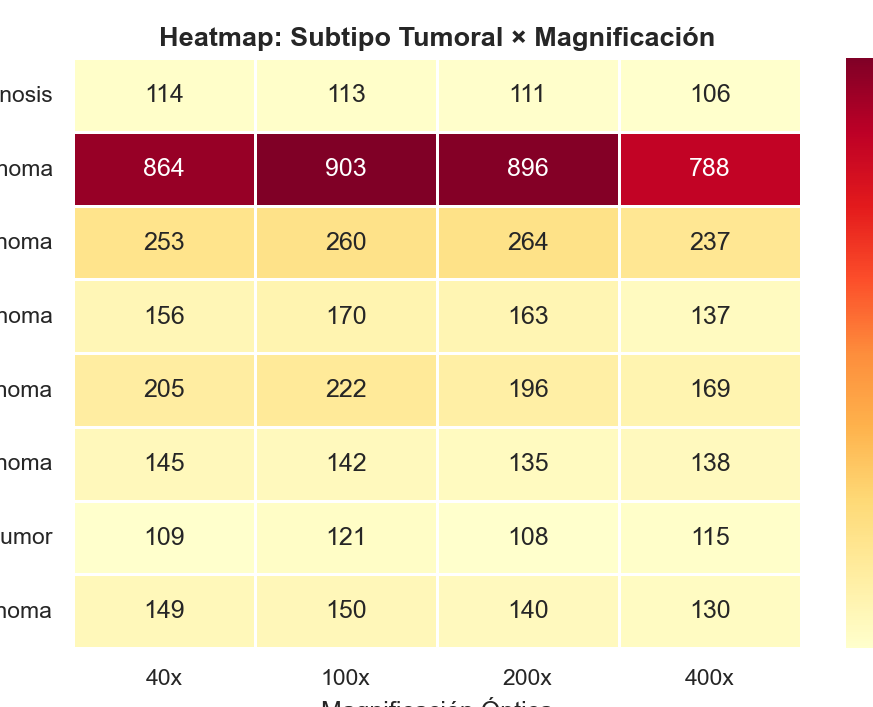 Heatmap: Subtipo Tumoral × Magnificación
nosis 114 113 111 106
noma 864 903 896 788
noma 253 260 264 237
noma 156 170 163 137
noma 205 222 196 169
noma 145 142 135 138
umor 109 121 108 115
noma 149 150 140 130
40x 100x 200x 400x
Magnificación Óptica